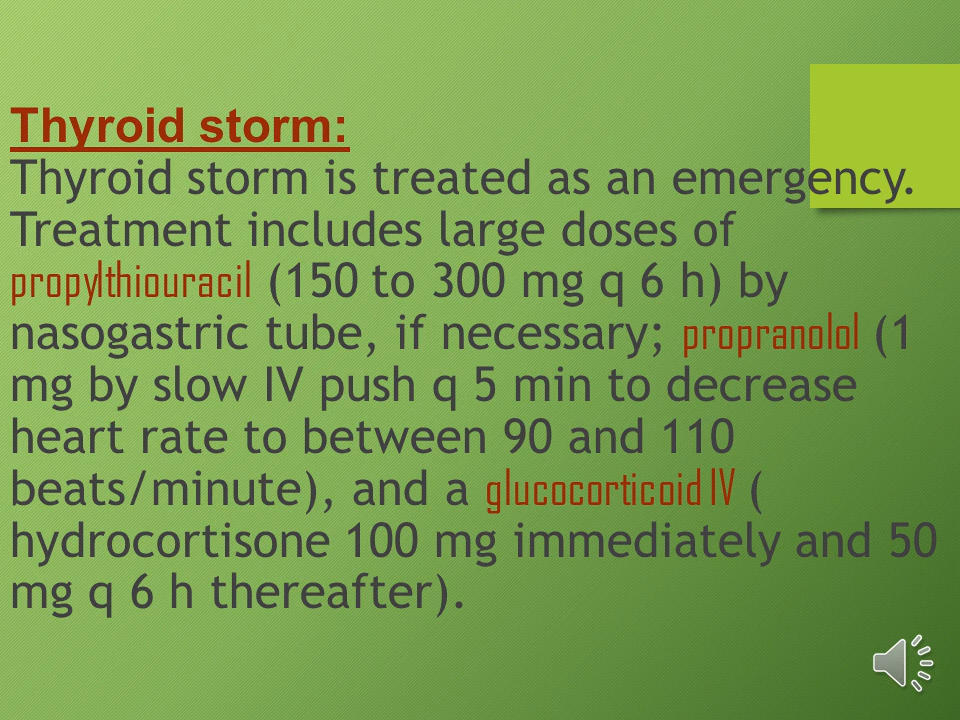 Thyroid storm:
Thyroid storm is treated as an emergency.
Treatment includes large doses of
propylthiouracil (150 to 300 mg q 6 h) by
nasogastric tube, if necessary; propranolol (1
mg by slow IV push q 5 min to decrease
heart rate to between 90 and 110
beats/minute), and a glucocorticoid IV (
hydrocortisone 100 mg immediately and 50
mg q 6 h thereafter).